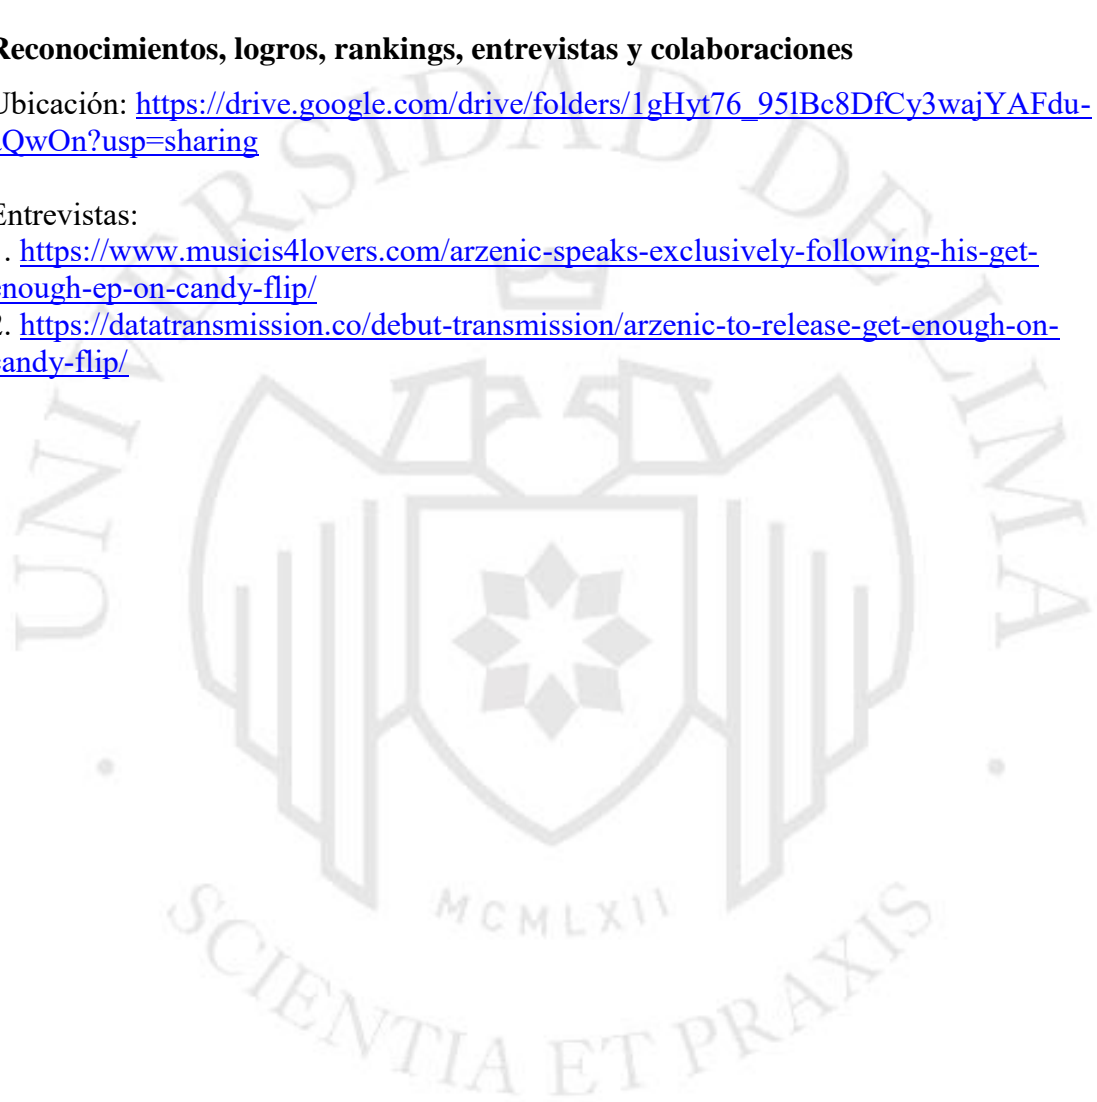 Reconocimientos, logros, rankings, entrevistas y colaboraciones
Ubicación: https://drive.google.com/drive/folders/1gHyt76_95lBc8DfCy3wajYAFdu-
QwOn?usp=sharing
Entrevistas:
. https://www.musicis4lovers.com/arzenic-speaks-exclusively-following-his-get-
enough-ep-on-candy-flip/
2. https://datatransmission.co/debut-transmission/arzenic-to-release-get-enough-on-
candy-flip/
UNIVERSIDAD DE LIMA
MCMLXII
SCIENTIA ET PRAXIS